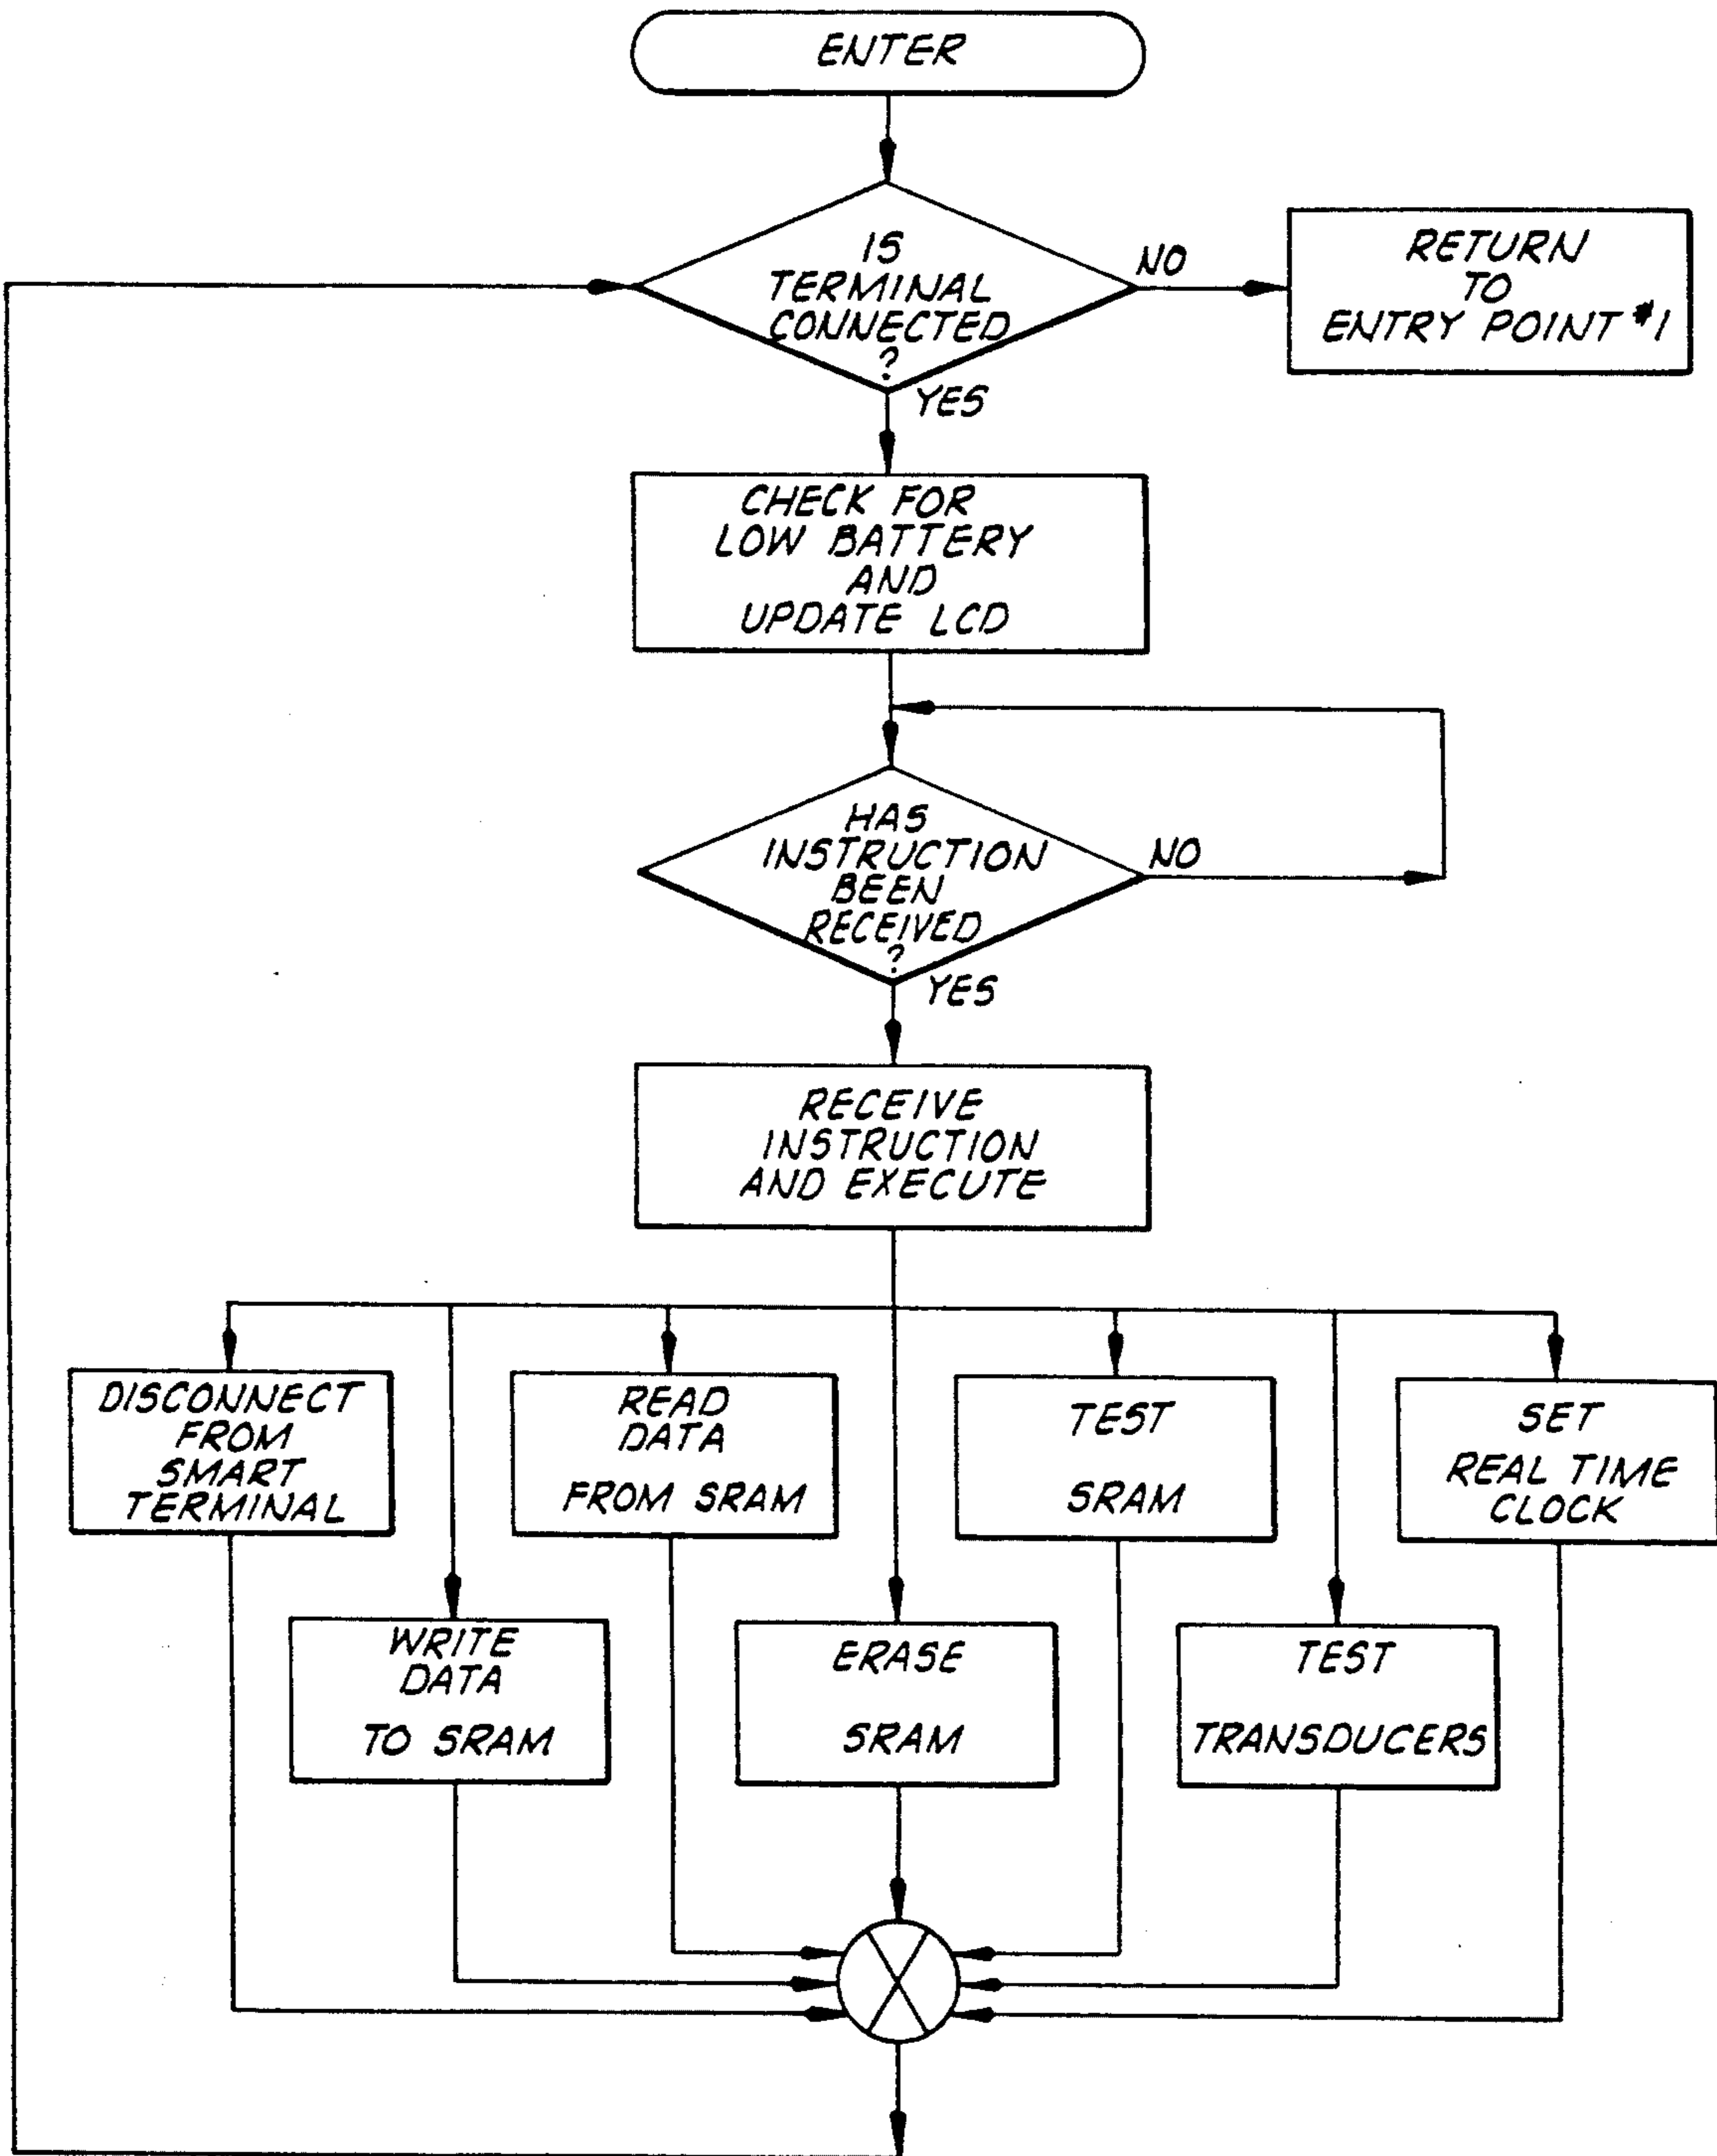 ENTER
IS
TERMINAL
CONNECTED
?
NO
RETURN
TO
ENTRY POINT #1
YES
CHECK FOR
LOW BATTERY
AND
UPDATE LCD
HAS
INSTRUCTION
BEEN
RECEIVED
?
NO
YES
RECEIVE
INSTRUCTION
AND EXECUTE
DISCONNECT
FROM
SMART
TERMINAL
READ
DATA
FROM SRAM
TEST
SRAM
SET
REAL TIME
CLOCK
WRITE
DATA
TO SRAM
ERASE
SRAM
TEST
TRANSDUCERS